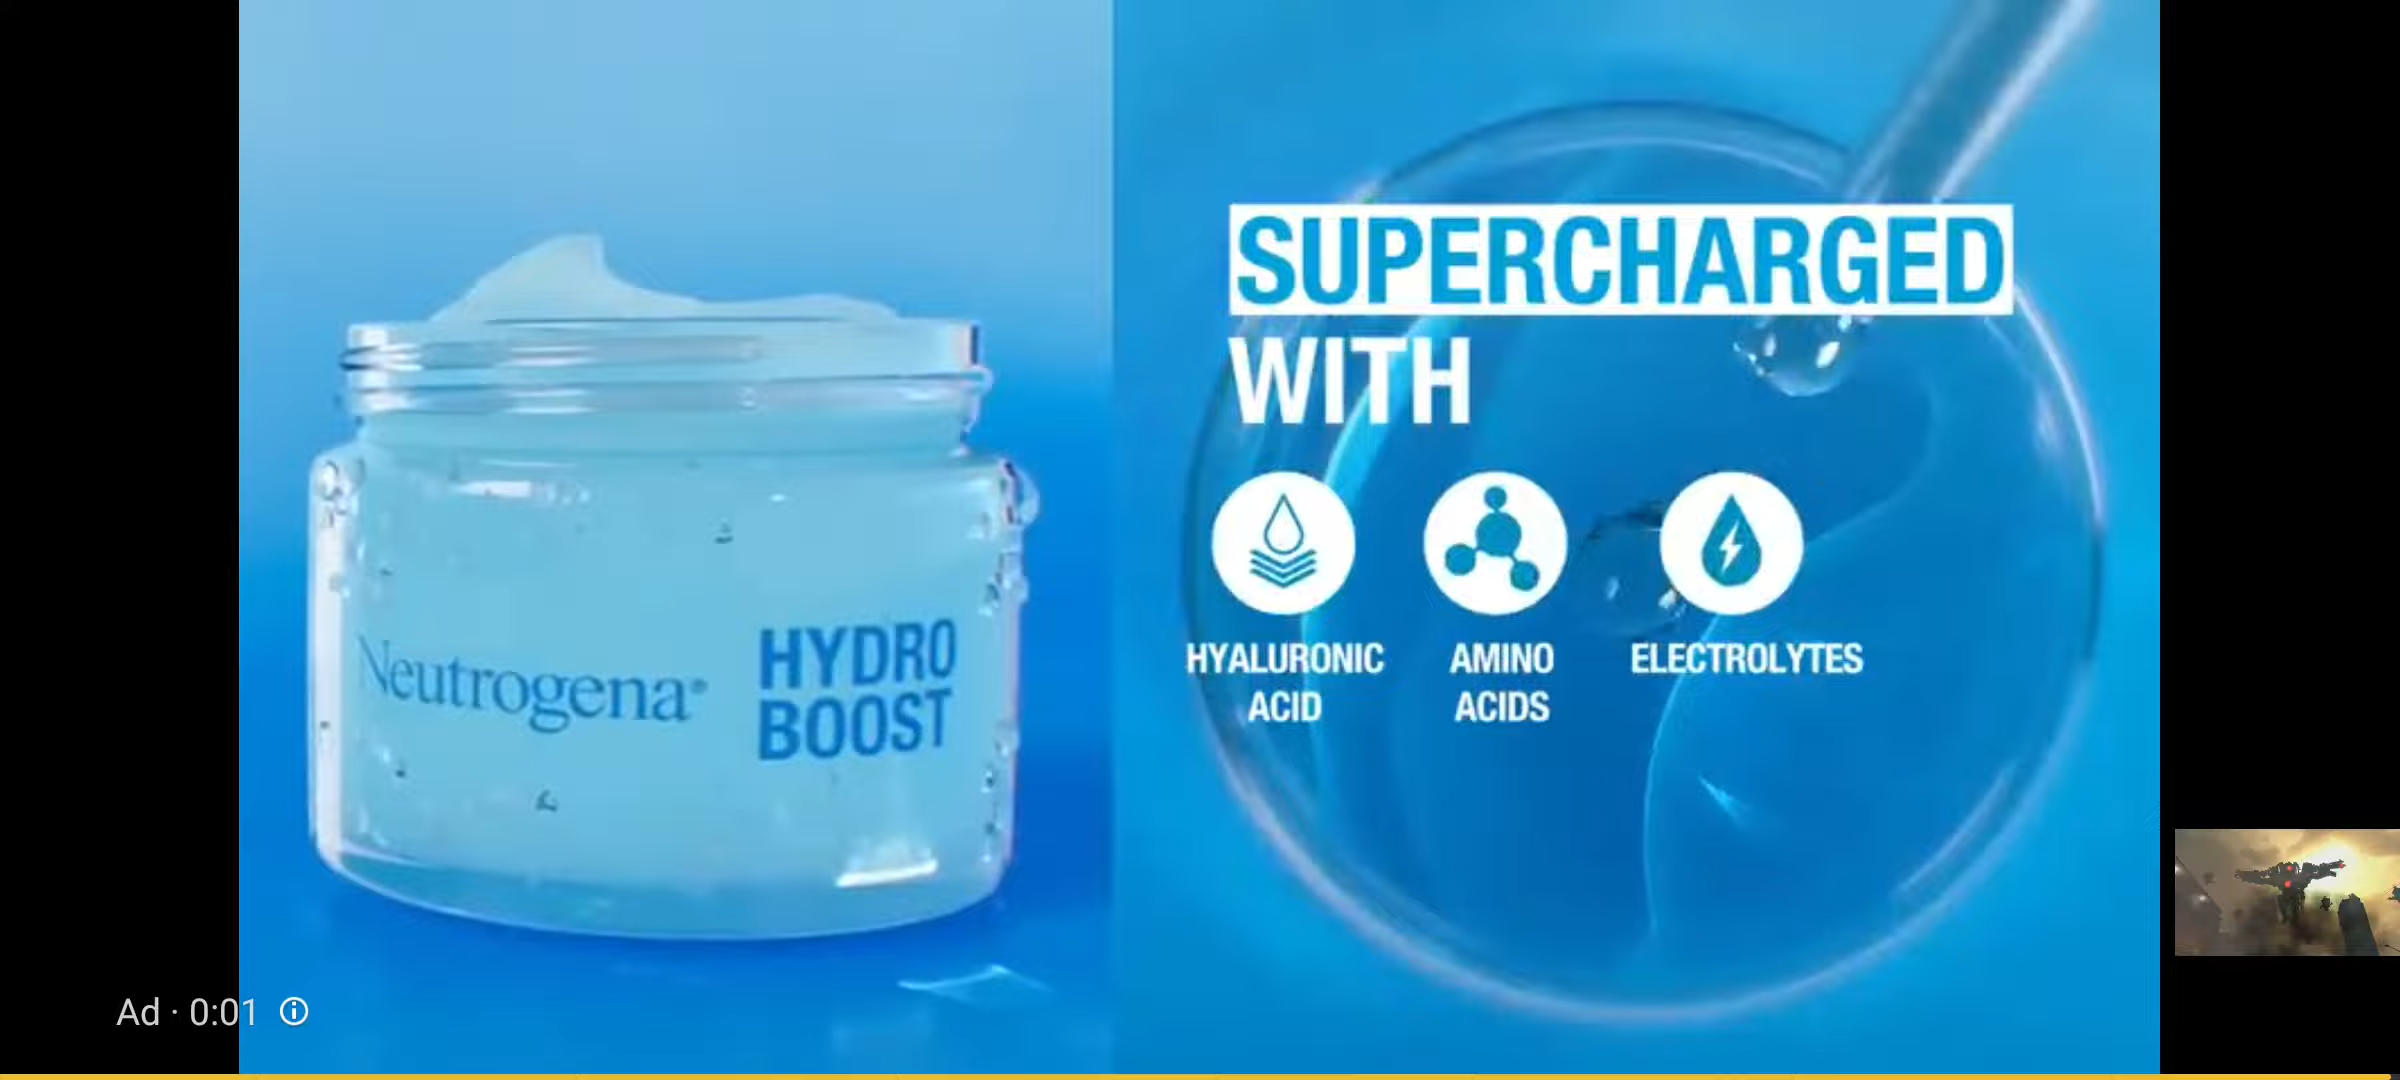 Neutrogena®
HYDRO
BOOST
SUPERCHARGED
WITH
HYALURONIC
ACID
AMINO
ACIDS
ELECTROLYTES
Ad · 0:01